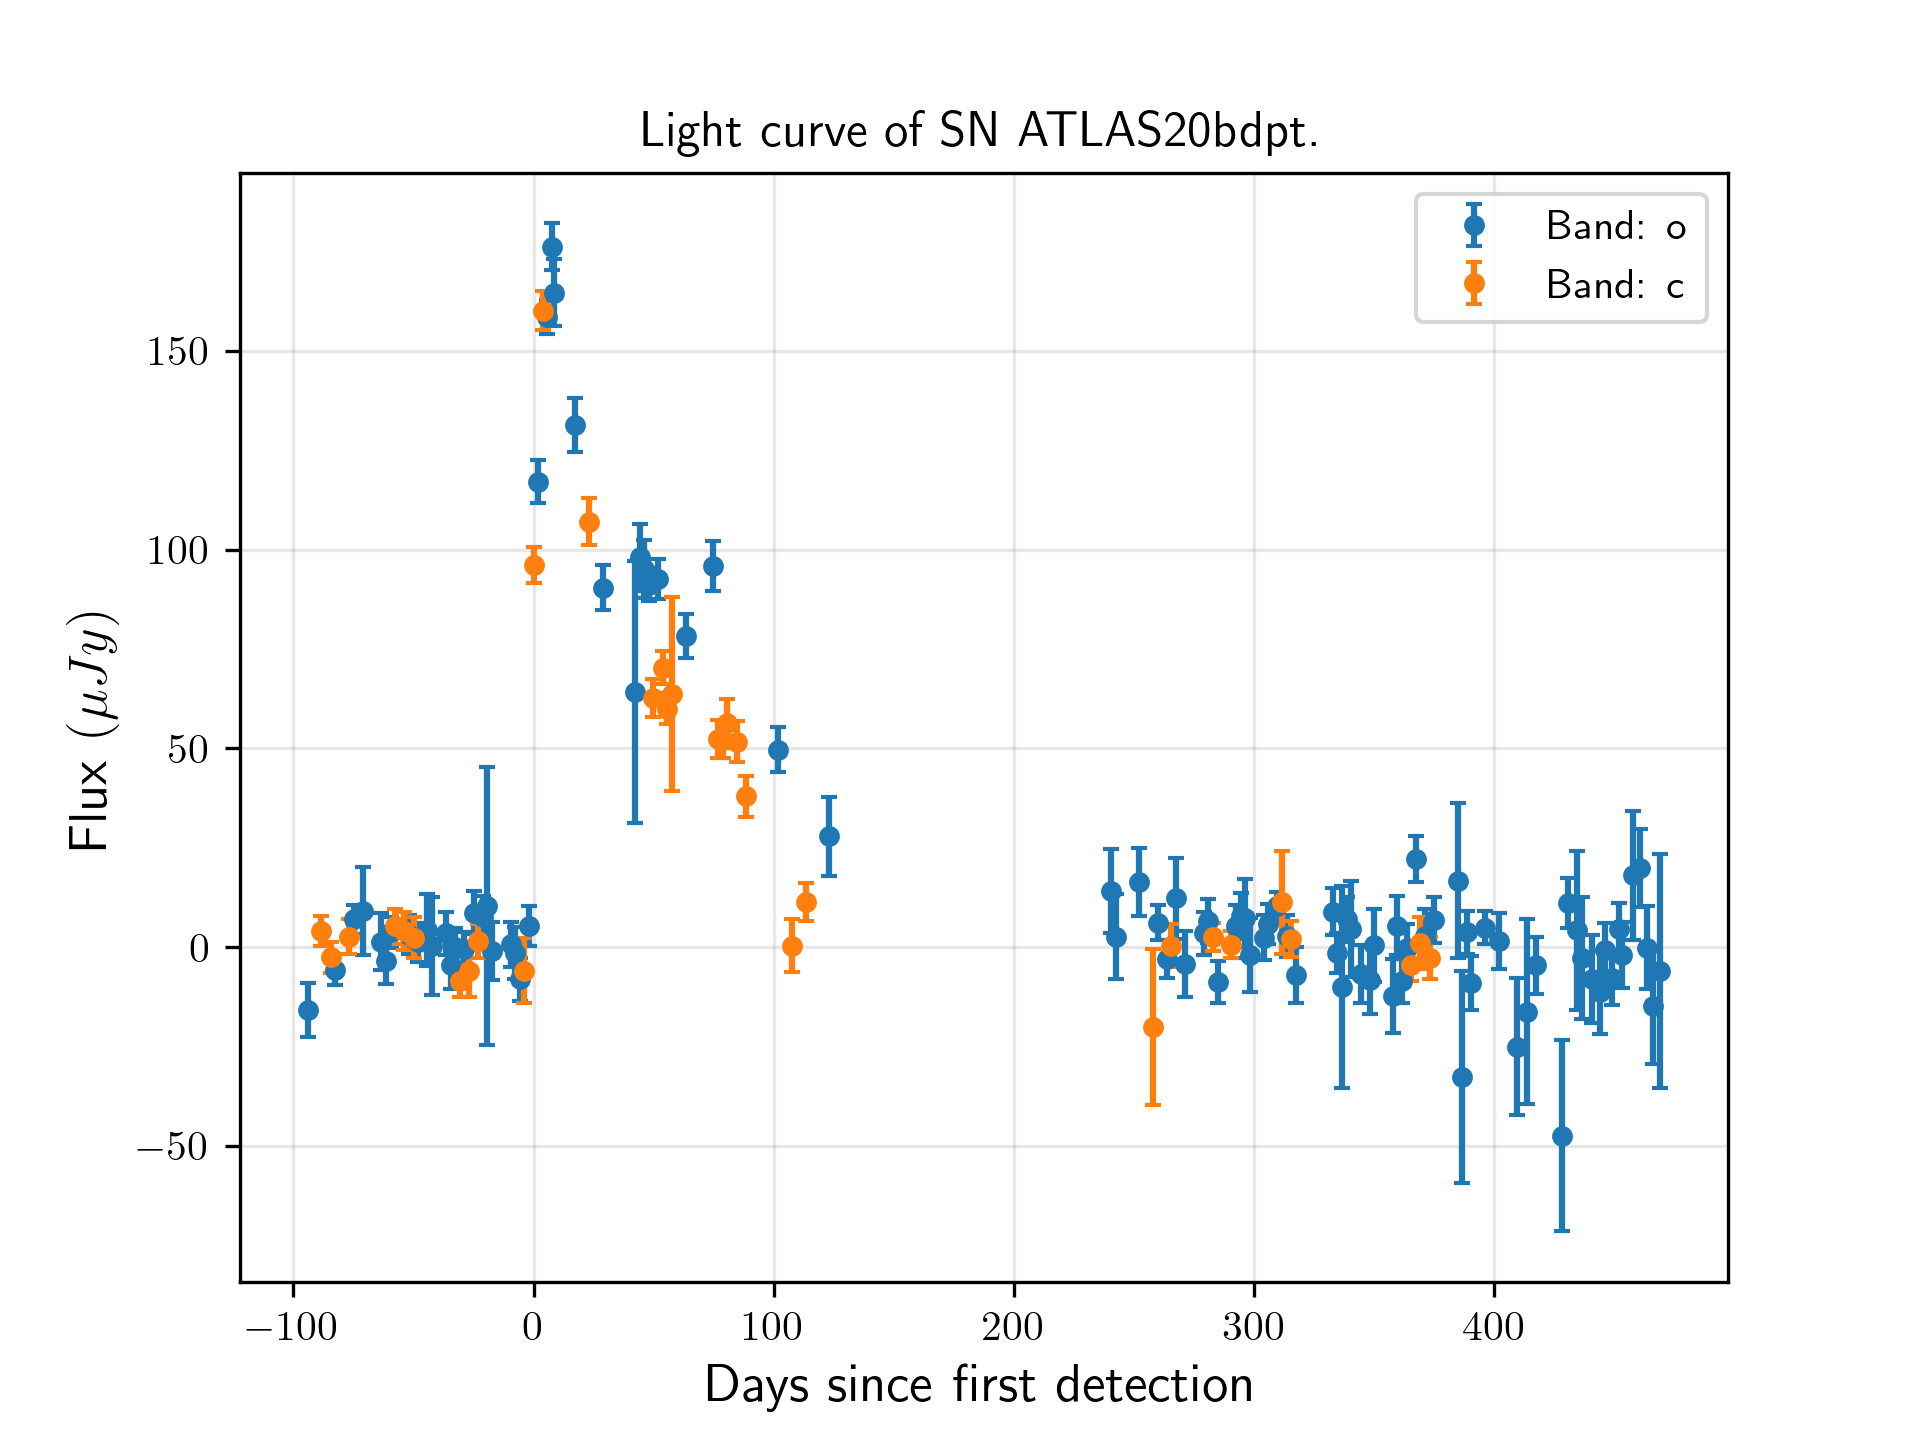 Light curve of SN ATLAS20bdpt.
Band: o
Band: c
Flux (μJy)
150
100
50
0
−50
−100 0 100 200 300 400
Days since first detection